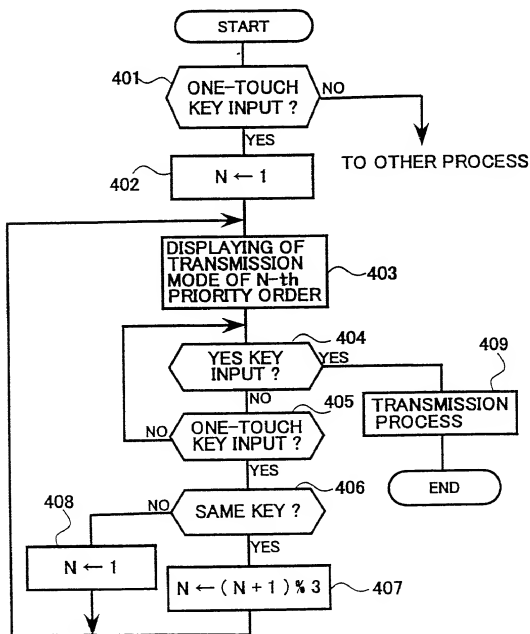 START
401
ONE-TOUCH
KEY INPUT ?
NO
YES
TO OTHER PROCESS
402
N ← 1
DISPLAYING OF
TRANSMISSION
MODE OF N-th
PRIORITY ORDER
403
404
YES KEY
INPUT ?
YES
409
NO
405
TRANSMISSION
PROCESS
NO
ONE-TOUCH
KEY INPUT ?
YES
END
406
408
NO
SAME KEY ?
YES
N ← 1
N ← ( N + 1 ) % 3
407